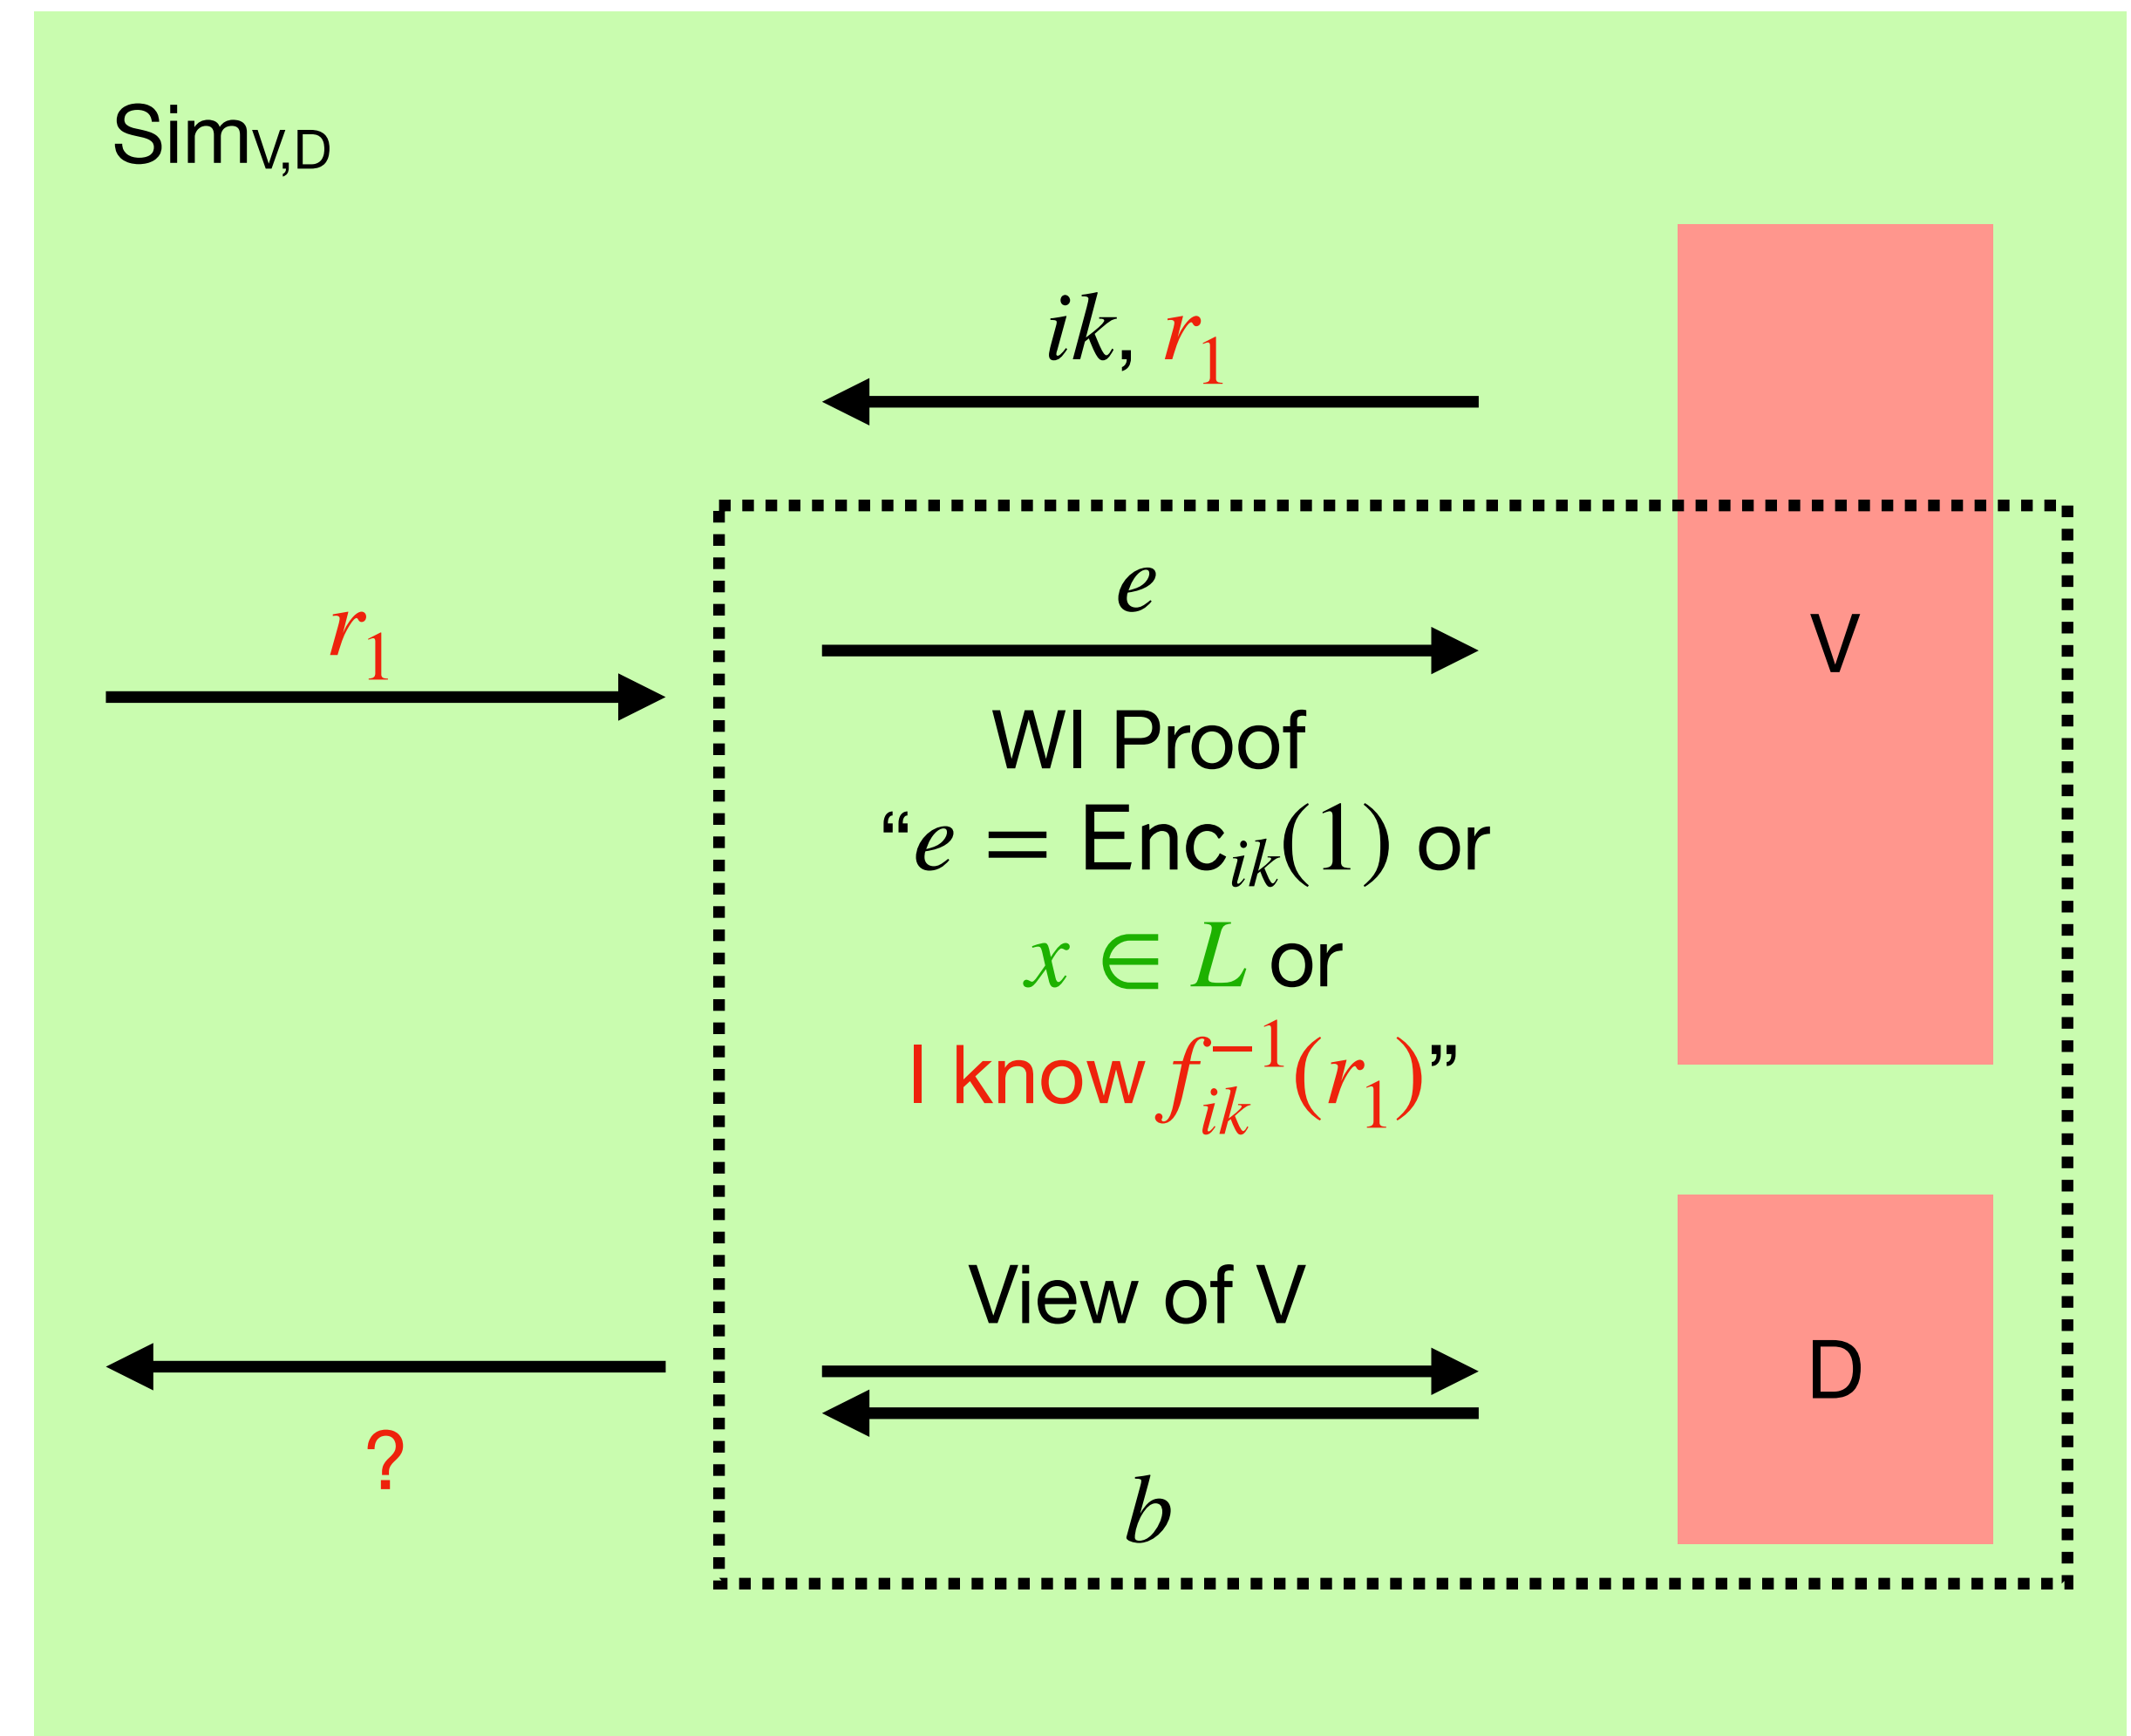 Sim_{V,D}
ik, r_1
e
r_1
V
WI Proof
“e = Enc_{ik}(1) or
x ∈ L or
I know f_{ik}^{-1}(r_1)”
View of V
D
?
b